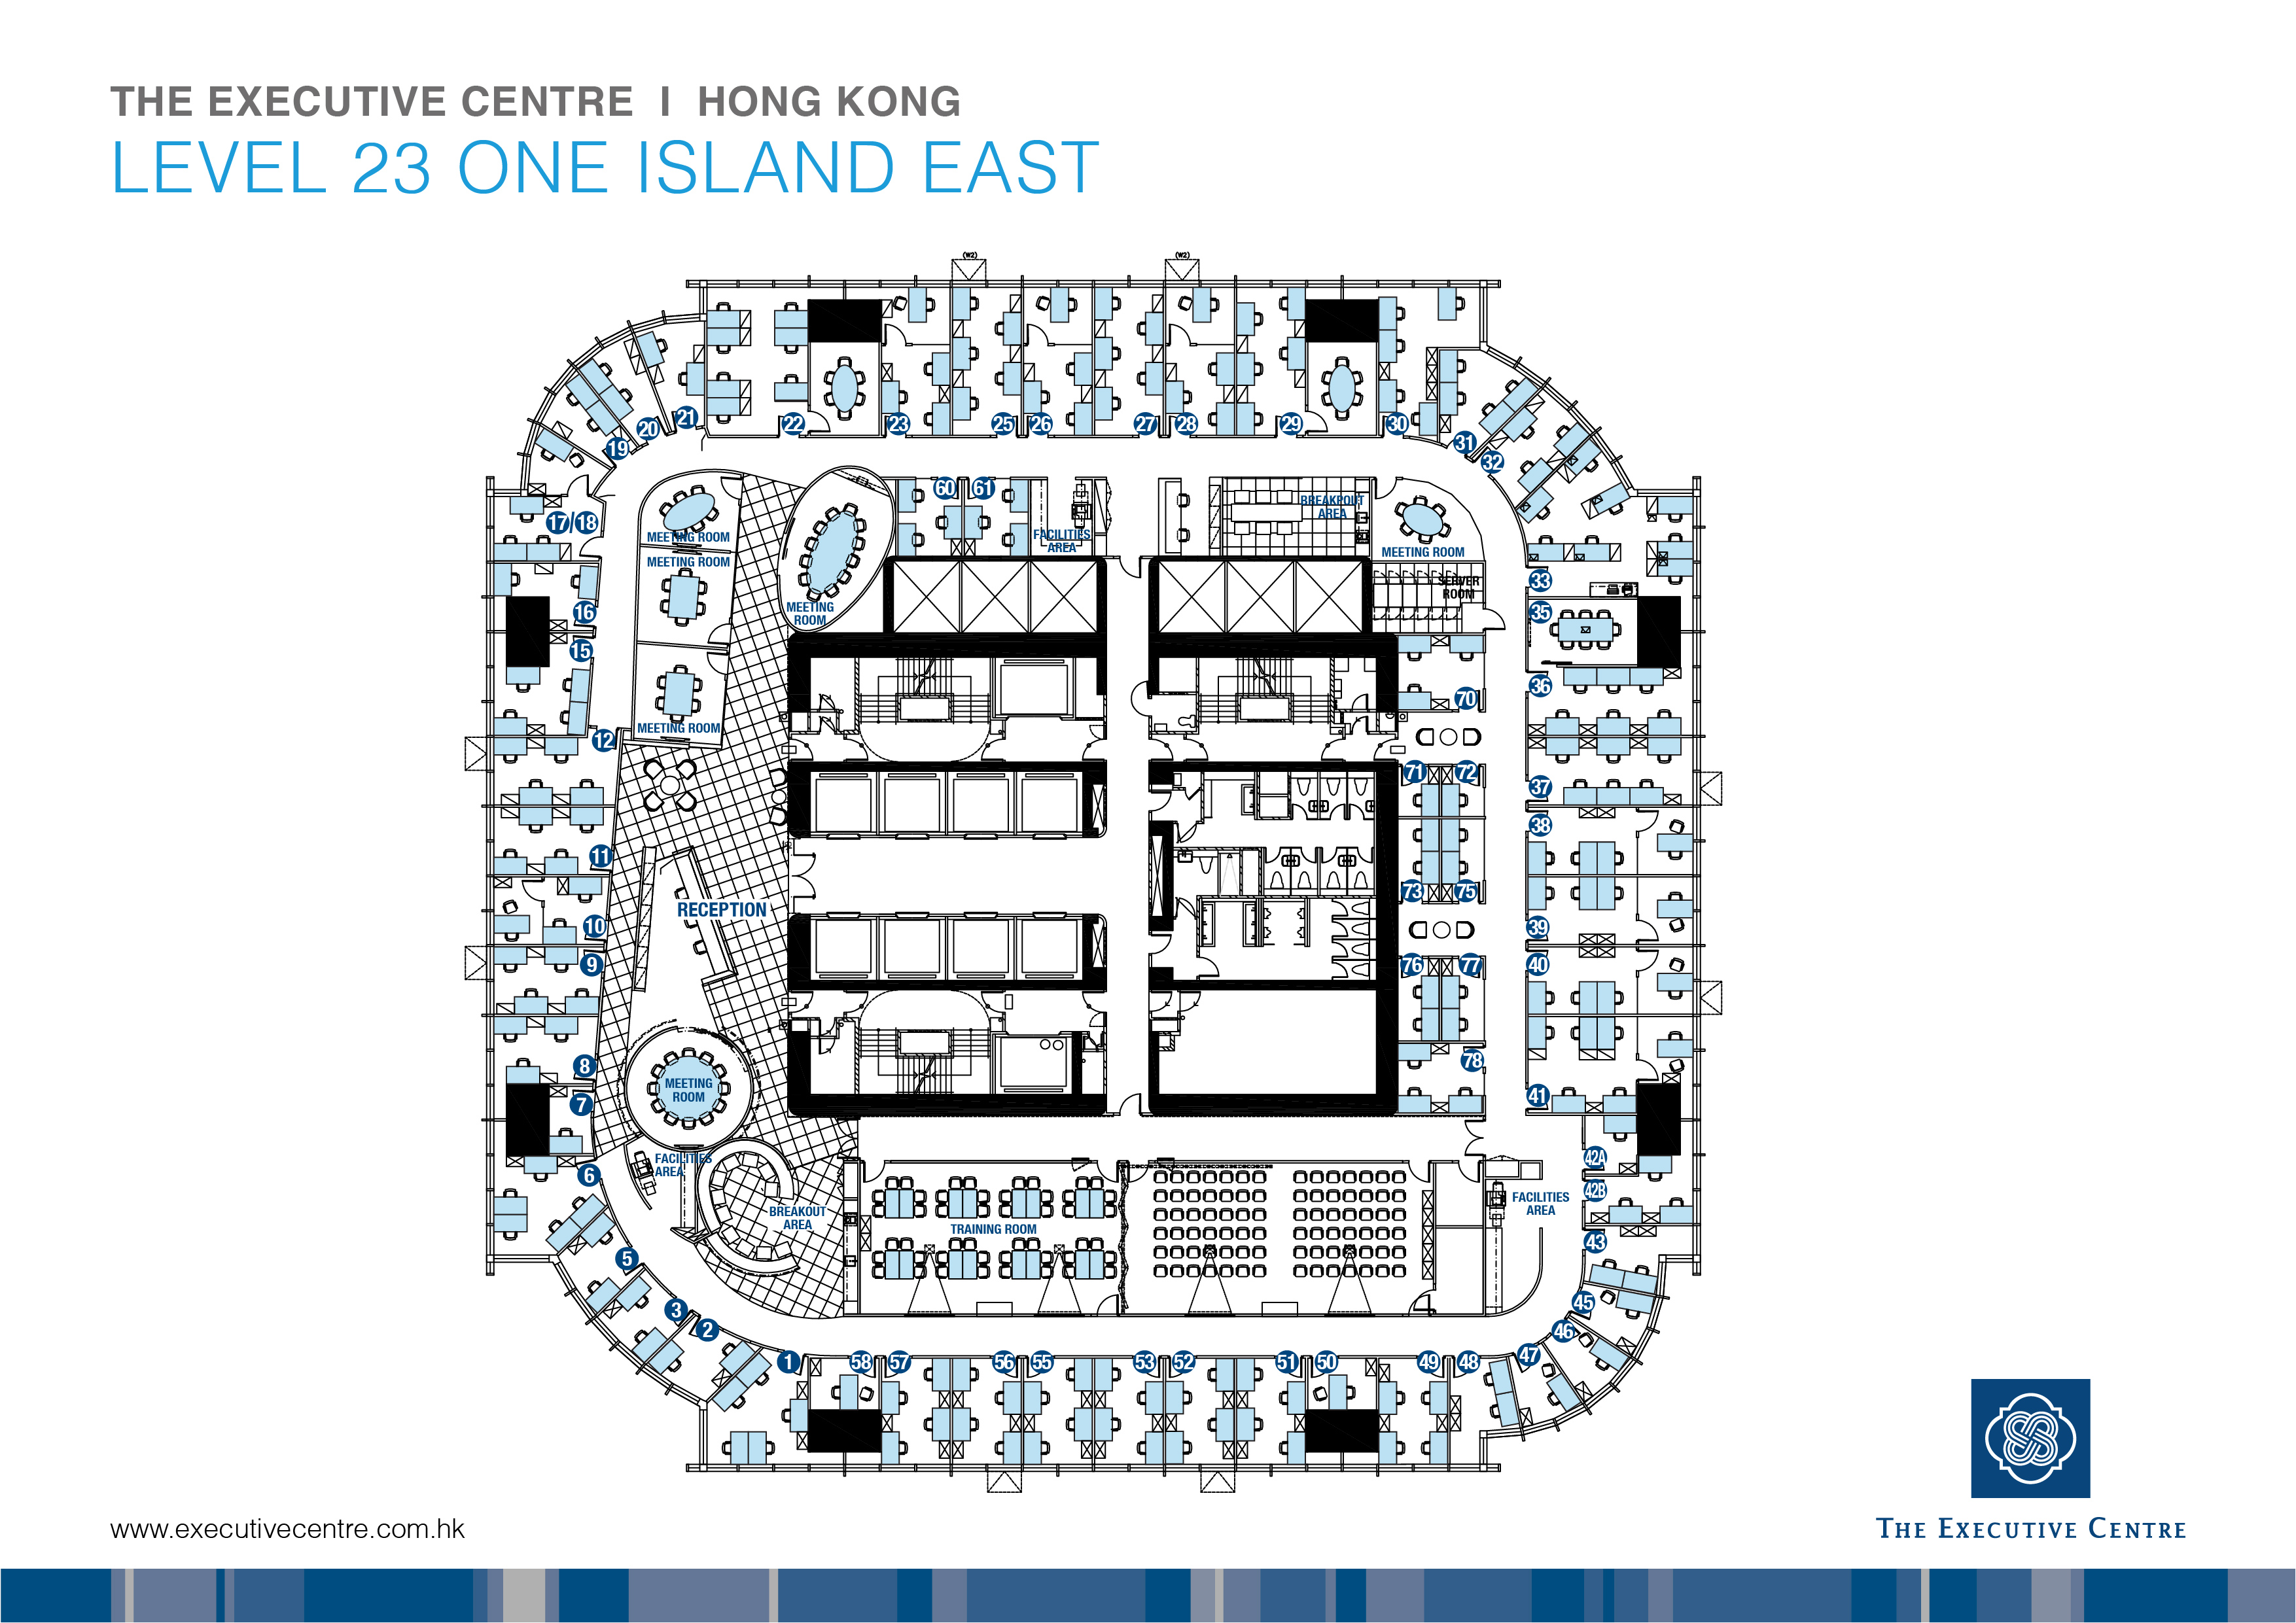 THE EXECUTIVE CENTRE I HONG KONG
LEVEL 23 ONE ISLAND EAST
(W2) (W2)
21 22 23 25 26 27 28 29 30
20
19
31
32
60 61
BREAKPOUT
AREA
17/18
MEETING ROOM
FACILITIES
AREA
MEETING ROOM
MEETING ROOM
SERVER
ROOM
33
MEETING
ROOM
16
35
15
36
70
MEETING ROOM
12
71 72
37
38
11
73 75
RECEPTION
10
39
9
76 77
40
8
78
MEETING
ROOM
7
41
FACILITIES
AREA
42A
6
42B
FACILITIES
AREA
BREAKOUT
AREA
TRAINING ROOM
43
5
45
3
2
46
47
1 58 57 56 55 53 52 51 50 49 48
www.executivecentre.com.hk
THE EXECUTIVE CENTRE